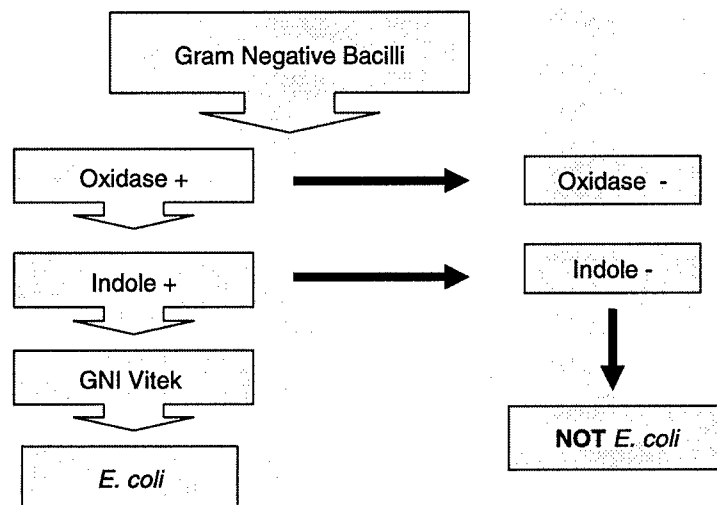 Gram Negative Bacilli
Oxidase +
Oxidase -
Indole +
Indole -
GNI Vitek
NOT E. coli
E. coli